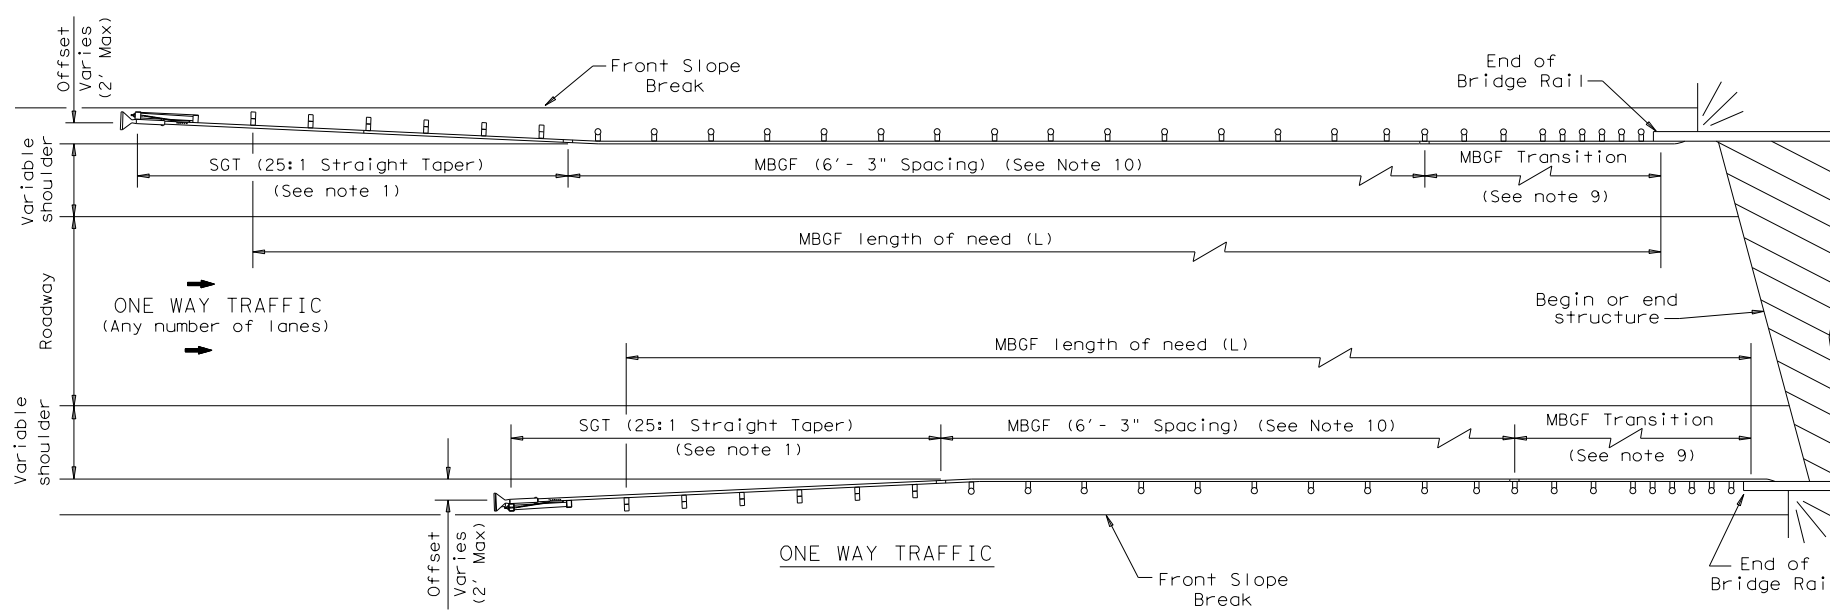 Offset
Varies
(2' Max)
Front Slope
Break
End of
Bridge Rail
Variable
shoulder
SGT (25:1 Straight Taper)
(See note 1)
MBGF (6'- 3" Spacing) (See Note 10)
MBGF Transition
(See note 9)
MBGF length of need (L)
Roadway
ONE WAY TRAFFIC
(Any number of lanes)
Begin or end
structure
MBGF length of need (L)
Variable
shoulder
SGT (25:1 Straight Taper)
(See note 1)
MBGF (6'- 3" Spacing) (See Note 10)
MBGF Transition
(See note 9)
Offset
Varies
(2' Max)
ONE WAY TRAFFIC
Front Slope
Break
End of
Bridge Rai